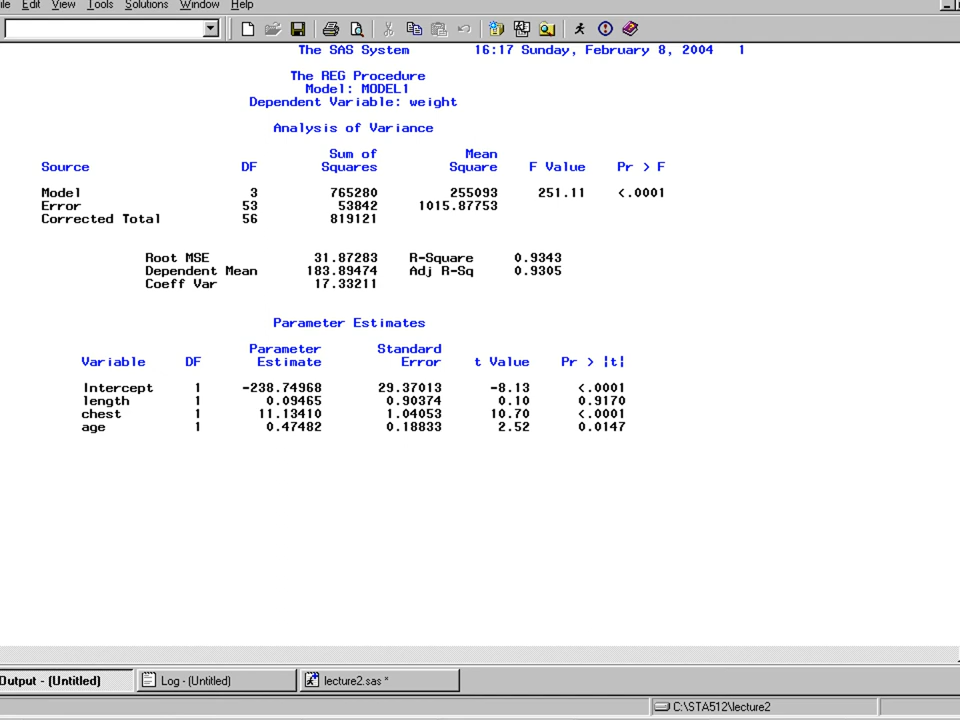 ile Edit View Tools Solutions Window Help
The SAS System 16:17 Sunday, February 8, 2004 1
The REG Procedure
Model: MODEL1
Dependent Variable: weight
Analysis of Variance
Sum of Mean
Source DF Squares Square F Value Pr > F
Model 3 765280 255093 251.11 <.0001
Error 53 53842 1015.87753
Corrected Total 56 819121
Root MSE 31.87283 R-Square 0.9343
Dependent Mean 183.89474 Adj R-Sq 0.9305
Coeff Var 17.33211
Parameter Estimates
Parameter Standard
Variable DF Estimate Error t Value Pr > |t|
Intercept 1 -238.74968 29.37013 -8.13 <.0001
length 1 0.09465 0.90374 0.10 0.9170
chest 1 11.13410 1.04053 10.70 <.0001
age 1 0.47482 0.18833 2.52 0.0147
Output - (Untitled) Log - (Untitled) lecture2.sas *
C:\STA512\lecture2